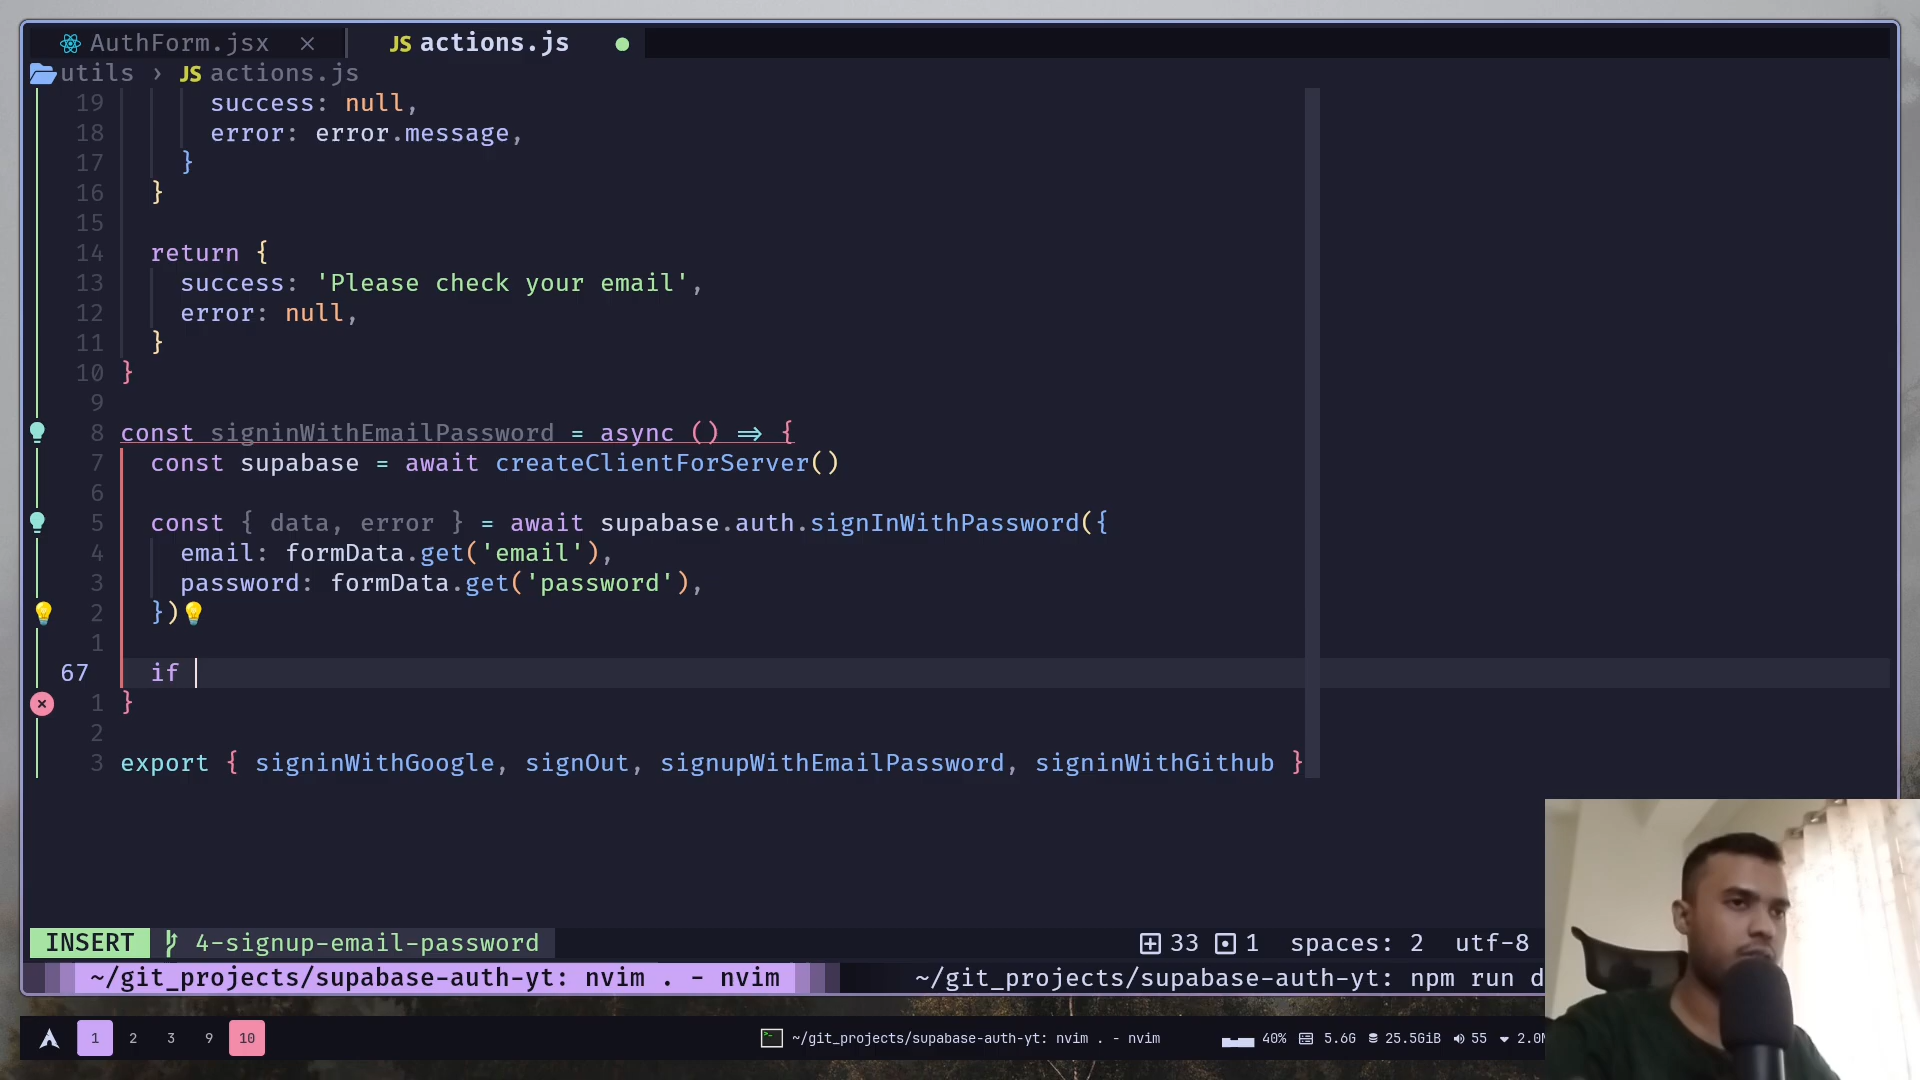 AuthForm.jsx × JS actions.js
utils › JS actions.js
19 success: null,
18 error: error.message,
17 }
16 }
15
14 return {
13 success: 'Please check your email',
12 error: null,
11 }
10 }
9
8 const signinWithEmailPassword = async () => {
7 const supabase = await createClientForServer()
6
5 const { data, error } = await supabase.auth.signInWithPassword({
4 email: formData.get('email'),
3 password: formData.get('password'),
2 })
1
67 if
1 }
2
3 export { signinWithGoogle, signOut, signupWithEmailPassword, signinWithGithub }
INSERT 4-signup-email-password 33 1 spaces: 2 utf-8
~/git_projects/supabase-auth-yt: nvim . - nvim ~/git_projects/supabase-auth-yt: npm run d
1 2 3 9 10 ~/git_projects/supabase-auth-yt: nvim . - nvim 40% 5.6G 25.5GiB 55 2.0M